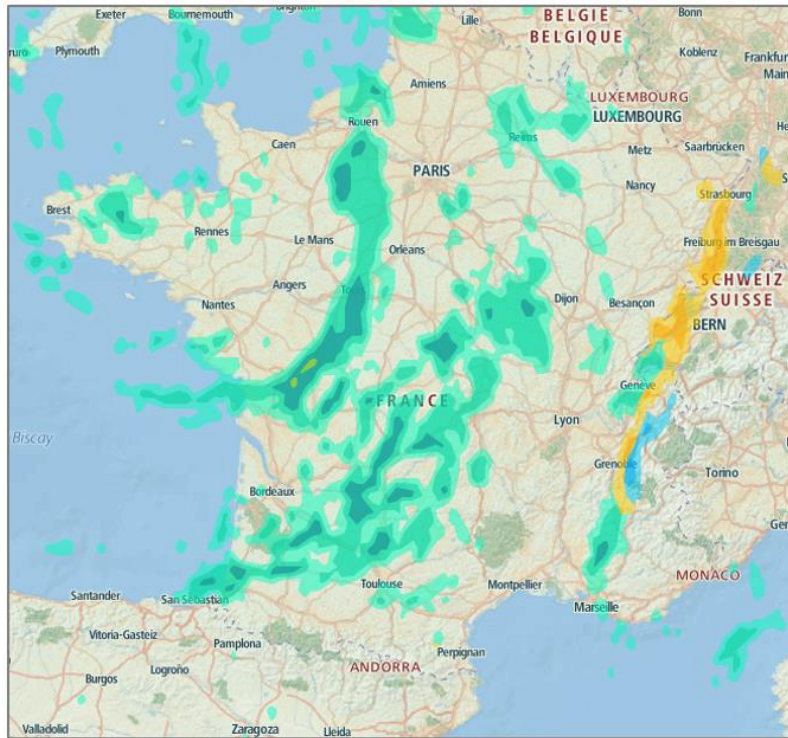 Exeter
Bournemouth
Brighton
Plymouth
Lille
BELGIË
BELGIQUE
Bonn
Koblenz
Frankfur
Main
Amiens
LUXEMBOURG
LUXEMBOURG
Rouen
Reims
Caen
PARIS
Metz
Saarbrücken
Nancy
Strasbourg
Brest
Rennes
Le Mans
Orleans
Freiburg im Breisgau
Angers
Nantes
Dijon
Besançon
SCHWEIZ
SUISSE
BERN
FRANCE
Genève
Lyon
Biscay
Grenoble
Torino
Bordeaux
Toulouse
Montpellier
MONACO
Marseille
Santander
San Sebastian
Vitoria-Gasteiz
Pamplona
Perpignan
ANDORRA
Logroño
Burgos
Valladolid
Zaragoza
Lleida